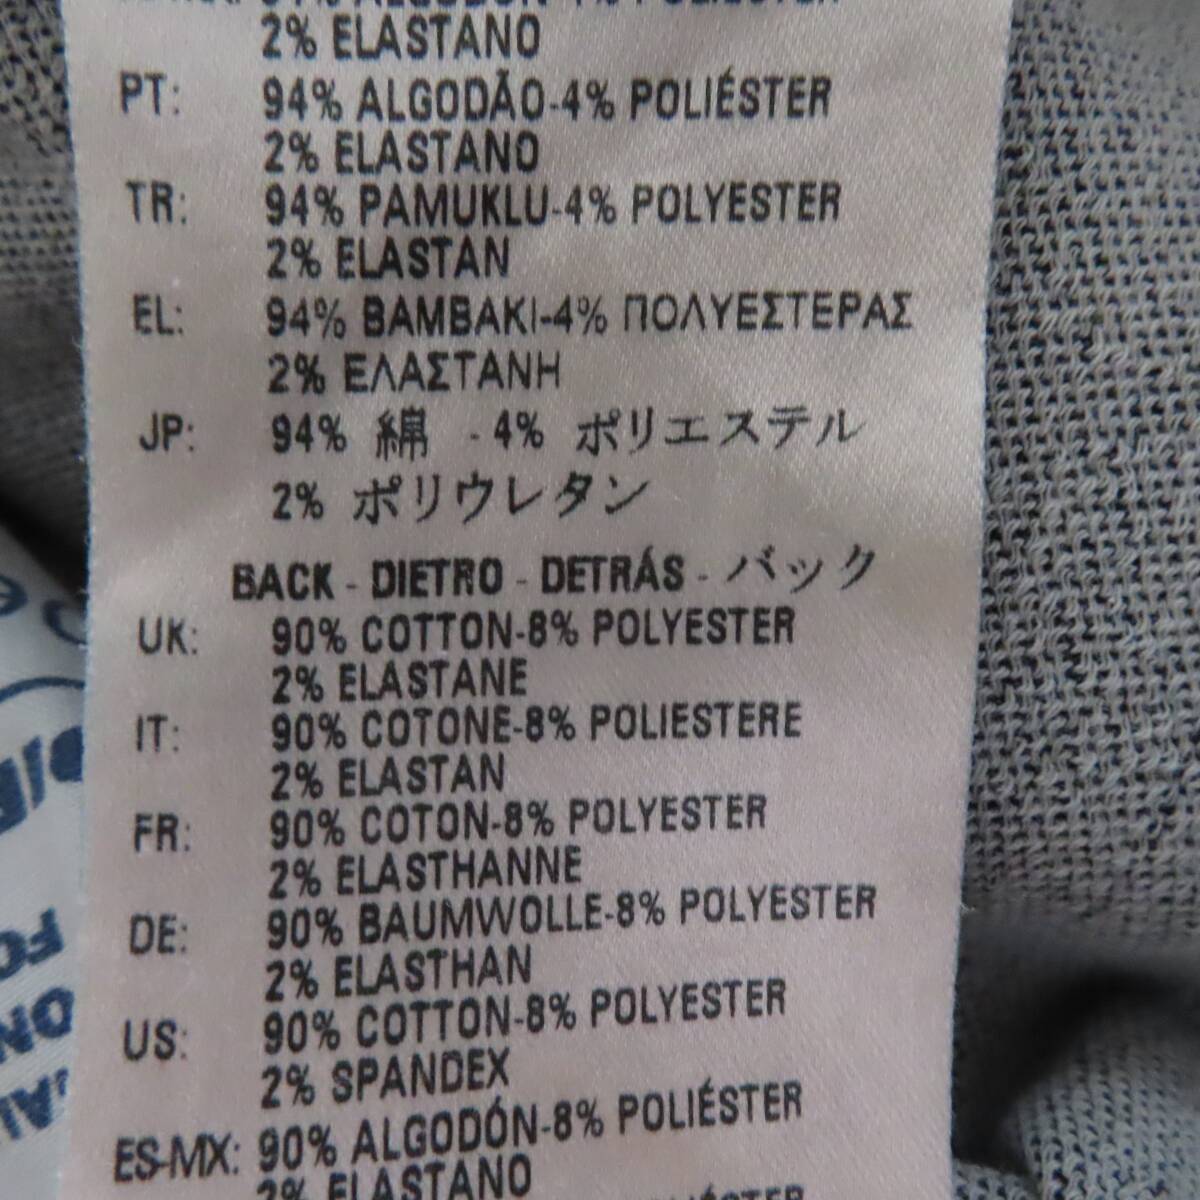 2% ELASTANO
PT: 94% ALGODÃO-4% POLIÉSTER
2% ELASTANO
TR: 94% PAMUKLU-4% POLYESTER
2% ELASTAN
EL: 94% BAMBAKI-4% ΠΟΛΥΕΣΤΕΡΑΣ
2% ΕΛΑΣΤΑΝΗ
JP: 94% 綿 - 4% ポリエステル
2% ポリウレタン
BACK - DIETRO - DETRÁS - バック
UK: 90% COTTON-8% POLYESTER
2% ELASTANE
IT: 90% COTONE-8% POLIESTERE
2% ELASTAN
FR: 90% COTON-8% POLYESTER
2% ELASTHANNE
DE: 90% BAUMWOLLE-8% POLYESTER
2% ELASTHAN
US: 90% COTTON-8% POLYESTER
2% SPANDEX
ES-MX: 90% ALGODÓN-8% POLIÉSTER
2% ELASTANO